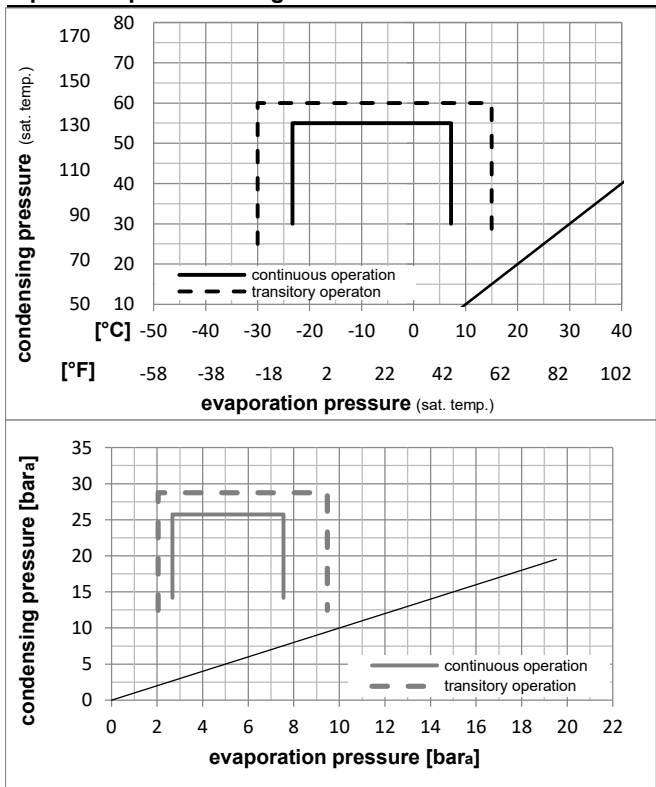 condensing pressure (sat. temp.)
170 80
150 70
60
130 50
110 40
90 30
70 20
50 10
continuous operation
transitory operaton
[°C] -50 -40 -30 -20 -10 0 10 20 30 40
[°F] -58 -38 -18 2 22 42 62 82 102
evaporation pressure (sat. temp.)
condensing pressure [bara]
35
30
25
20
15
10
5
0
continuous operation
transitory operation
0 2 4 6 8 10 12 14 16 18 20 22
evaporation pressure [bara]